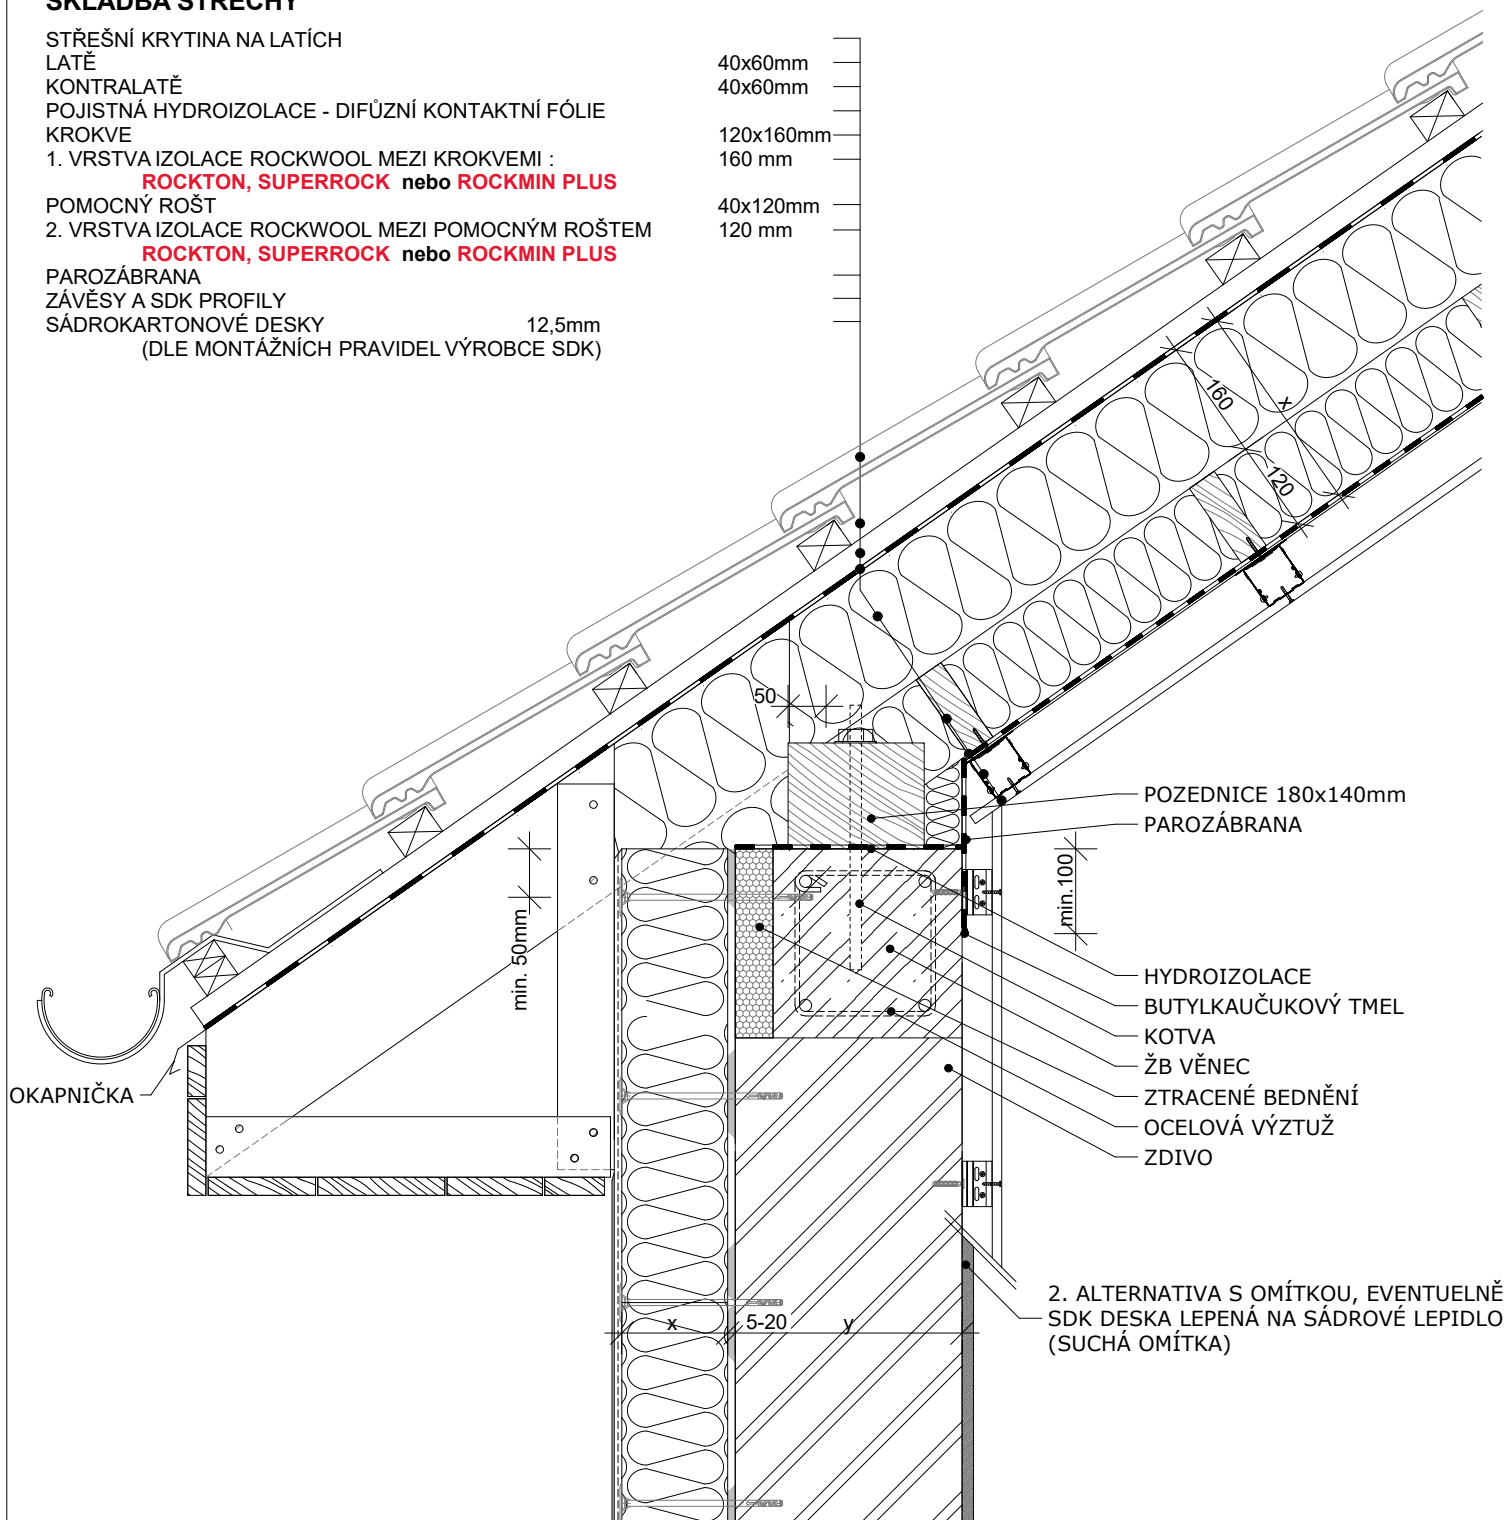 SKLADBA STŘECHY
STŘEŠNÍ KRYTINA NA LATÍCH
LATĚ 40x60mm
KONTRALATĚ 40x60mm
POJISTNÁ HYDROIZOLACE - DIFŮZNÍ KONTAKTNÍ FÓLIE
KROKVE 120x160mm
1. VRSTVA IZOLACE ROCKWOOL MEZI KROKVEMI : 160 mm
ROCKTON, SUPERROCK nebo ROCKMIN PLUS
POMOCNÝ ROŠT 40x120mm
2. VRSTVA IZOLACE ROCKWOOL MEZI POMOCNÝM ROŠTEM 120 mm
ROCKTON, SUPERROCK nebo ROCKMIN PLUS
PAROZÁBRANA
ZÁVĚSY A SDK PROFILY
SÁDROKARTONOVÉ DESKY 12,5mm
(DLE MONTÁŽNÍCH PRAVIDEL VÝROBCE SDK)
160
x
120
50
POZEDNICE 180x140mm
PAROZÁBRANA
min.100
min. 50mm
HYDROIZOLACE
BUTYLKAUČUKOVÝ TMEL
KOTVA
ŽB VĚNEC
ZTRACENÉ BEDNĚNÍ
OCELOVÁ VÝZTUŽ
ZDIVO
OKAPNIČKA
2. ALTERNATIVA S OMÍTKOU, EVENTUELNĚ
SDK DESKA LEPENÁ NA SÁDROVÉ LEPIDLO
(SUCHÁ OMÍTKA)
x
5-20
y